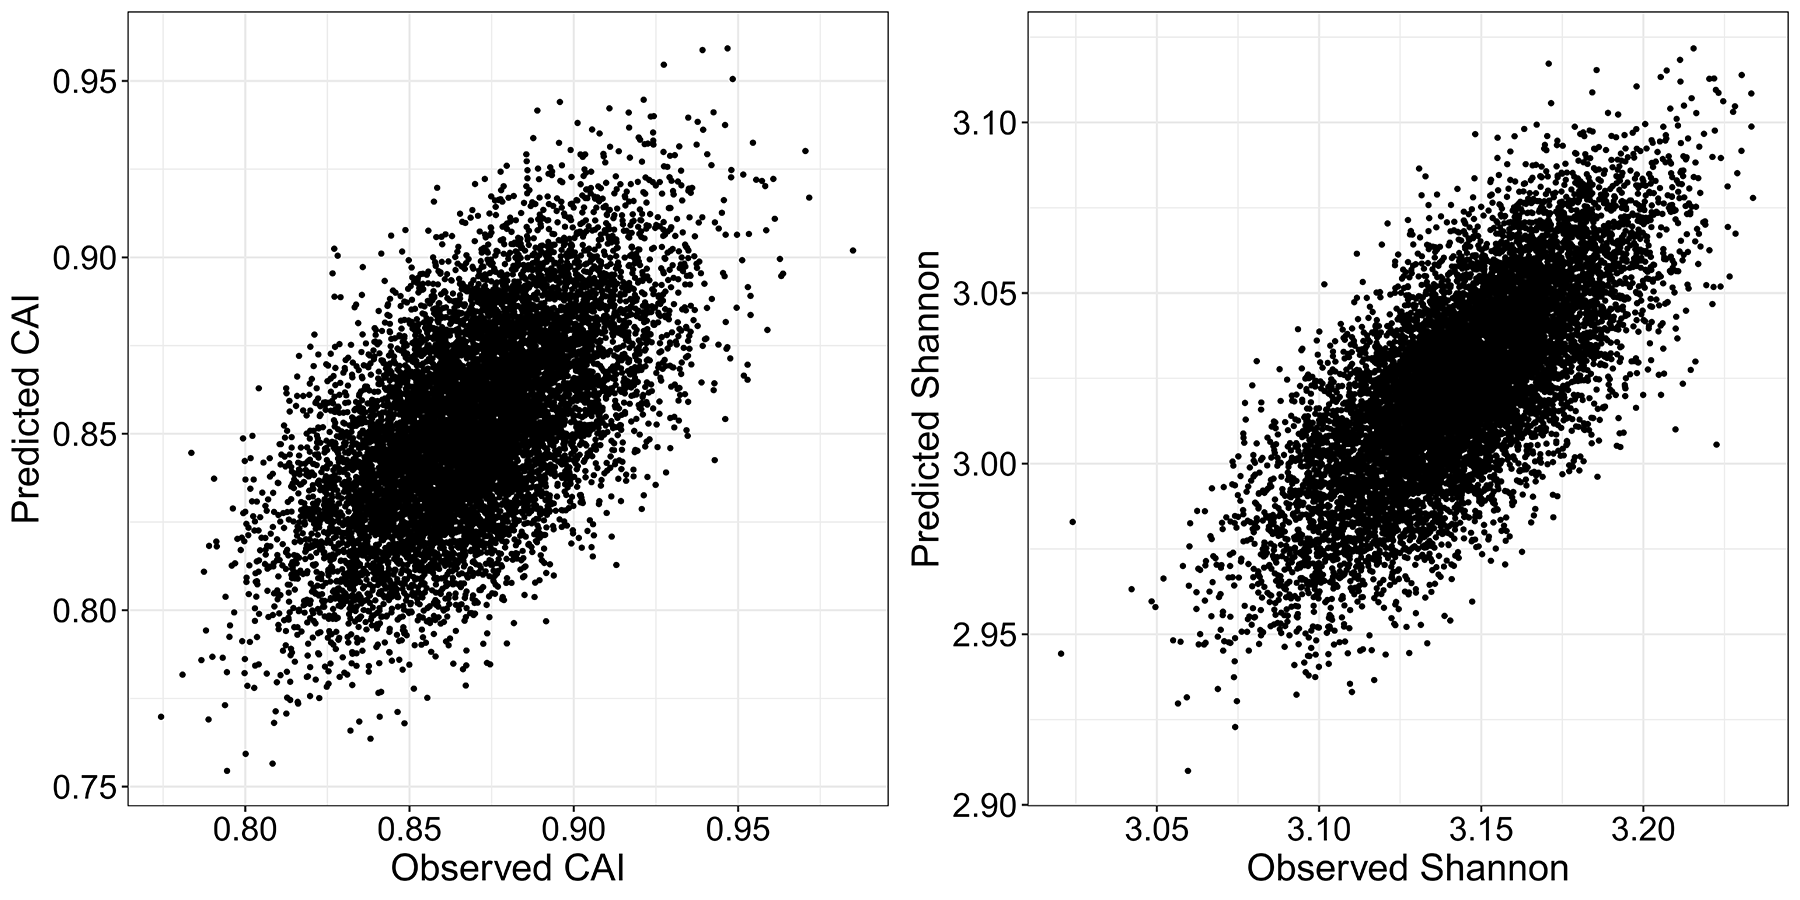 Predicted CAI
0.95
0.90
0.85
0.80
0.75
0.80 0.85 0.90 0.95
Observed CAI
Predicted Shannon
3.10
3.05
3.00
2.95
2.90
3.05 3.10 3.15 3.20
Observed Shannon